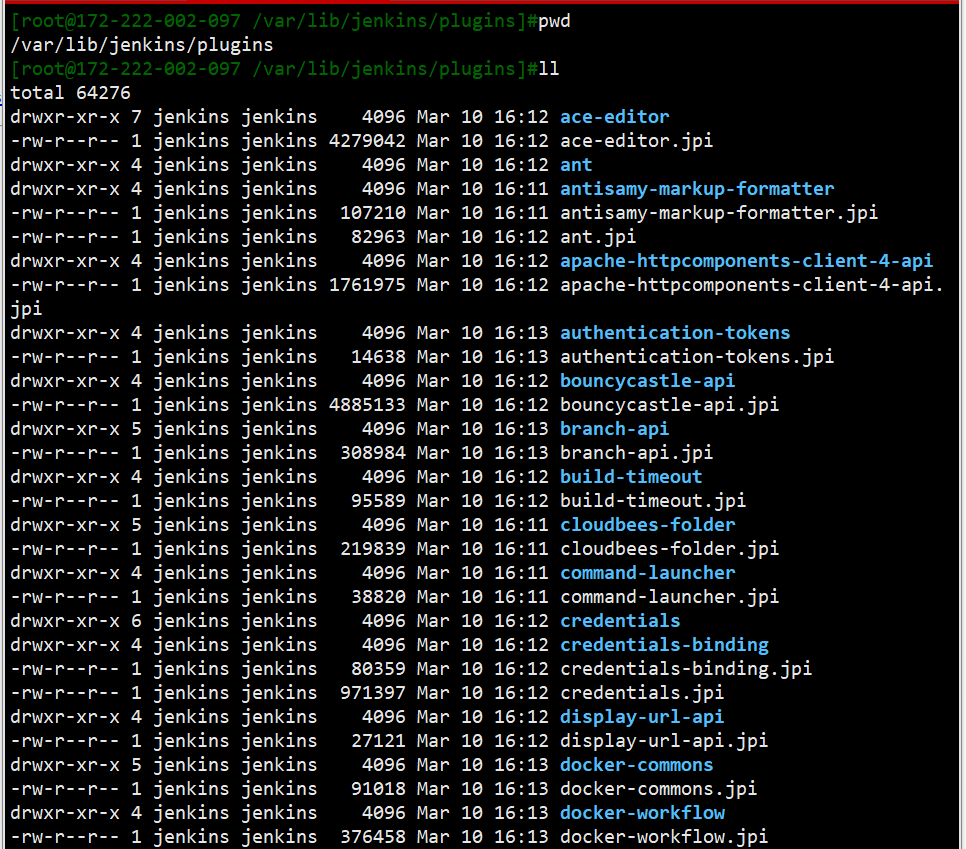 [root@172-222-002-097 /var/lib/jenkins/plugins]#pwd
/var/lib/jenkins/plugins
[root@172-222-002-097 /var/lib/jenkins/plugins]#ll
total 64276
drwxr-xr-x 7 jenkins jenkins    4096 Mar 10 16:12 ace-editor
-rw-r--r-- 1 jenkins jenkins 4279042 Mar 10 16:12 ace-editor.jpi
drwxr-xr-x 4 jenkins jenkins    4096 Mar 10 16:12 ant
drwxr-xr-x 4 jenkins jenkins    4096 Mar 10 16:11 antisamy-markup-formatter
-rw-r--r-- 1 jenkins jenkins  107210 Mar 10 16:11 antisamy-markup-formatter.jpi
-rw-r--r-- 1 jenkins jenkins   82963 Mar 10 16:12 ant.jpi
drwxr-xr-x 4 jenkins jenkins    4096 Mar 10 16:12 apache-httpcomponents-client-4-api
-rw-r--r-- 1 jenkins jenkins 1761975 Mar 10 16:12 apache-httpcomponents-client-4-api.
jpi
drwxr-xr-x 4 jenkins jenkins    4096 Mar 10 16:13 authentication-tokens
-rw-r--r-- 1 jenkins jenkins   14638 Mar 10 16:13 authentication-tokens.jpi
drwxr-xr-x 4 jenkins jenkins    4096 Mar 10 16:12 bouncycastle-api
-rw-r--r-- 1 jenkins jenkins 4885133 Mar 10 16:12 bouncycastle-api.jpi
drwxr-xr-x 5 jenkins jenkins    4096 Mar 10 16:13 branch-api
-rw-r--r-- 1 jenkins jenkins  308984 Mar 10 16:13 branch-api.jpi
drwxr-xr-x 4 jenkins jenkins    4096 Mar 10 16:12 build-timeout
-rw-r--r-- 1 jenkins jenkins   95589 Mar 10 16:12 build-timeout.jpi
drwxr-xr-x 5 jenkins jenkins    4096 Mar 10 16:11 cloudbees-folder
-rw-r--r-- 1 jenkins jenkins  219839 Mar 10 16:11 cloudbees-folder.jpi
drwxr-xr-x 4 jenkins jenkins    4096 Mar 10 16:11 command-launcher
-rw-r--r-- 1 jenkins jenkins   38820 Mar 10 16:11 command-launcher.jpi
drwxr-xr-x 6 jenkins jenkins    4096 Mar 10 16:12 credentials
drwxr-xr-x 4 jenkins jenkins    4096 Mar 10 16:12 credentials-binding
-rw-r--r-- 1 jenkins jenkins   80359 Mar 10 16:12 credentials-binding.jpi
-rw-r--r-- 1 jenkins jenkins  971397 Mar 10 16:12 credentials.jpi
drwxr-xr-x 4 jenkins jenkins    4096 Mar 10 16:12 display-url-api
-rw-r--r-- 1 jenkins jenkins   27121 Mar 10 16:12 display-url-api.jpi
drwxr-xr-x 5 jenkins jenkins    4096 Mar 10 16:13 docker-commons
-rw-r--r-- 1 jenkins jenkins   91018 Mar 10 16:13 docker-commons.jpi
drwxr-xr-x 4 jenkins jenkins    4096 Mar 10 16:13 docker-workflow
-rw-r--r-- 1 jenkins jenkins  376458 Mar 10 16:13 docker-workflow.jpi